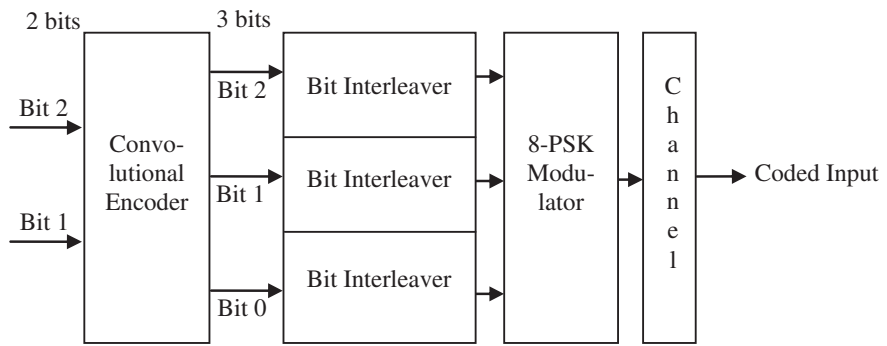 2 bits
3 bits
Bit 2
Bit 1
Convo-
lutional
Encoder
Bit 2
Bit 1
Bit 0
Bit Interleaver
Bit Interleaver
Bit Interleaver
8-PSK
Modu-
lator
C
h
a
n
n
e
l
Coded Input